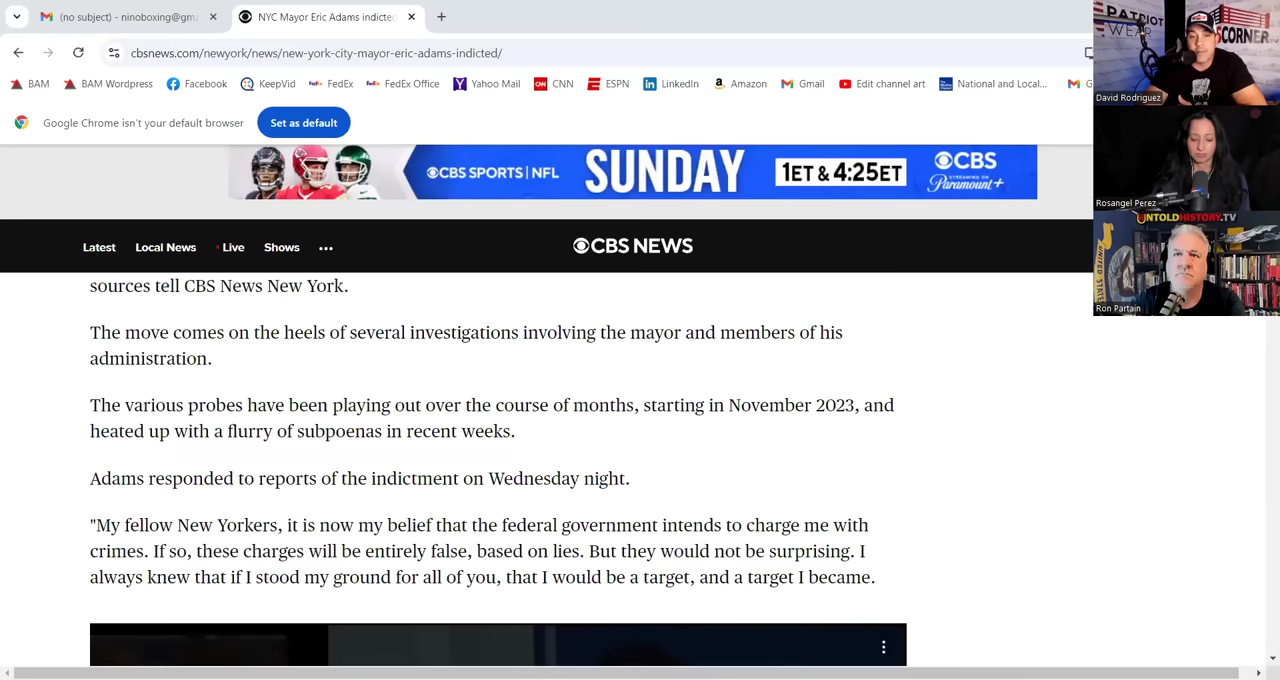 (no subject) - ninoboxing@gm
NYC Mayor Eric Adams indicted
cbsnews.com/newyork/news/new-york-city-mayor-eric-adams-indicted/
BAM
BAM Wordpress
Facebook
KeepVid
FedEx
FedEx Office
Yahoo Mail
CNN
ESPN
LinkedIn
Amazon
Gmail
Edit channel art
National and Local...
G
Google Chrome isn't your default browser
Set as default
PATRIOT
WEAR
SCORNER
David Rodriguez
Rosangel Perez
UNTOLDHISTORY.TV
UNITED STATES
Ron Partain
CBS SPORTS | NFL
SUNDAY
1ET & 4:25ET
CBS
STREAMING ON
Paramount+
Latest
Local News
Live
Shows
CBS NEWS
sources tell CBS News New York.
The move comes on the heels of several investigations involving the mayor and members of his
administration.
The various probes have been playing out over the course of months, starting in November 2023, and
heated up with a flurry of subpoenas in recent weeks.
Adams responded to reports of the indictment on Wednesday night.
"My fellow New Yorkers, it is now my belief that the federal government intends to charge me with
crimes. If so, these charges will be entirely false, based on lies. But they would not be surprising. I
always knew that if I stood my ground for all of you, that I would be a target, and a target I became.